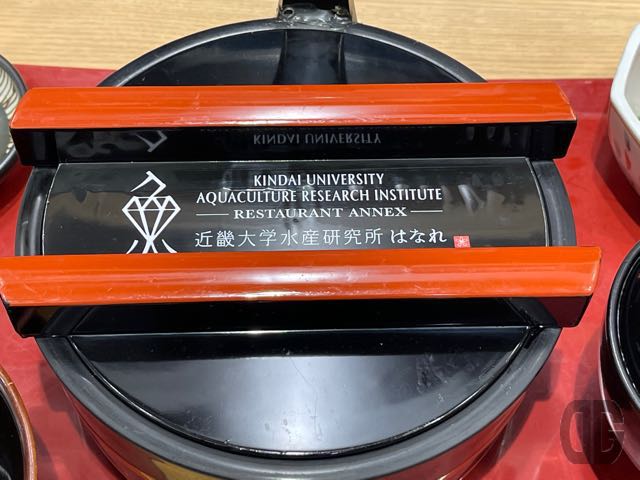 KINDAI UNIVERSITY
KINDAI UNIVERSITY
AQUACULTURE RESEARCH INSTITUTE
RESTAURANT ANNEX
近畿大学水産研究所 はなれ